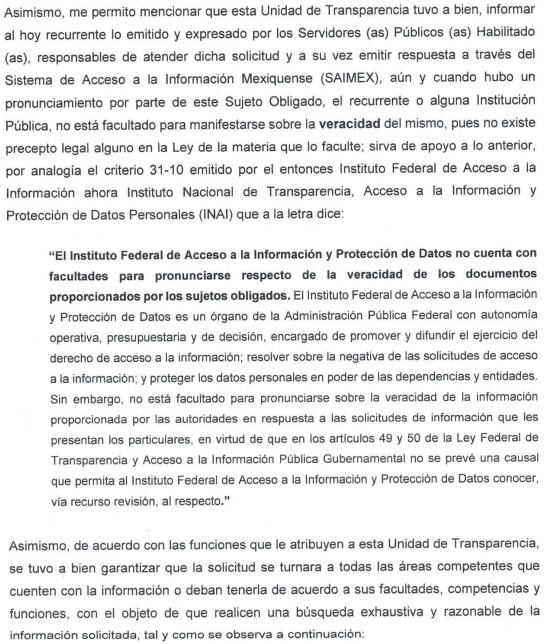 Asimismo, me permito mencionar que esta Unidad de Transparencia tuvo a bien, informar
al hoy recurrente lo emitido y expresado por los Servidores (as) Públicos (as) Habilitado
(as), responsables de atender dicha solicitud y a su vez emitir respuesta a través del
Sistema de Acceso a la Información Mexiquense (SAIMEX), aún y cuando hubo un
pronunciamiento por parte de este Sujeto Obligado, el recurrente o alguna Institución
Pública, no está facultado para manifestarse sobre la veracidad del mismo, pues no existe
precepto legal alguno en la Ley de la materia que lo faculte; sirva de apoyo a lo anterior,
por analogía el criterio 31-10 emitido por el entonces Instituto Federal de Acceso a la
Información ahora Instituto Nacional de Transparencia, Acceso a la Información y
Protección de Datos Personales (INAI) que a la letra dice:
“El Instituto Federal de Acceso a la Información y Protección de Datos no cuenta con
facultades para pronunciarse respecto de la veracidad de los documentos
proporcionados por los sujetos obligados. El Instituto Federal de Acceso a la Información
y Protección de Datos es un órgano de la Administración Pública Federal con autonomía
operativa, presupuestaria y de decisión, encargado de promover y difundir el ejercicio del
derecho de acceso a la información; resolver sobre la negativa de las solicitudes de acceso
a la información; y proteger los datos personales en poder de las dependencias y entidades.
Sin embargo, no está facultado para pronunciarse sobre la veracidad de la información
proporcionada por las autoridades en respuesta a las solicitudes de información que les
presentan los particulares, en virtud de que en los artículos 49 y 50 de la Ley Federal de
Transparencia y Acceso a la Información Pública Gubernamental no se prevé una causal
que permita al Instituto Federal de Acceso a la Información y Protección de Datos conocer,
vía recurso revisión, al respecto.”
Asimismo, de acuerdo con las funciones que le atribuyen a esta Unidad de Transparencia,
se tuvo a bien garantizar que la solicitud se turnara a todas las áreas competentes que
cuenten con la información o deban tenerla de acuerdo a sus facultades, competencias y
funciones, con el objeto de que realicen una búsqueda exhaustiva y razonable de la
información solicitada, tal y como se observa a continuación: